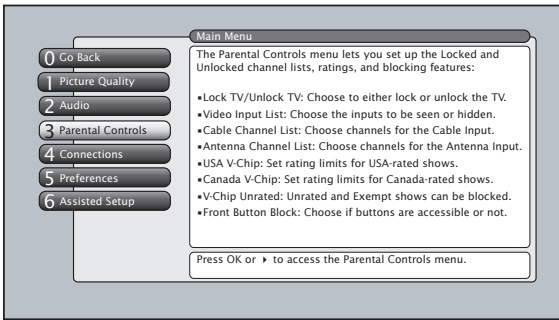 Main Menu
0 Go Back
1 Picture Quality
2 Audio
3 Parental Controls
4 Connections
5 Preferences
6 Assisted Setup
The Parental Controls menu lets you set up the Locked and
Unlocked channel lists, ratings, and blocking features:
▪Lock TV/Unlock TV: Choose to either lock or unlock the TV.
▪Video Input List: Choose the inputs to be seen or hidden.
▪Cable Channel List: Choose channels for the Cable Input.
▪Antenna Channel List: Choose channels for the Antenna Input.
▪USA V-Chip: Set rating limits for USA-rated shows.
▪Canada V-Chip: Set rating limits for Canada-rated shows.
▪V-Chip Unrated: Unrated and Exempt shows can be blocked.
▪Front Button Block: Choose if buttons are accessible or not.
Press OK or ▸ to access the Parental Controls menu.